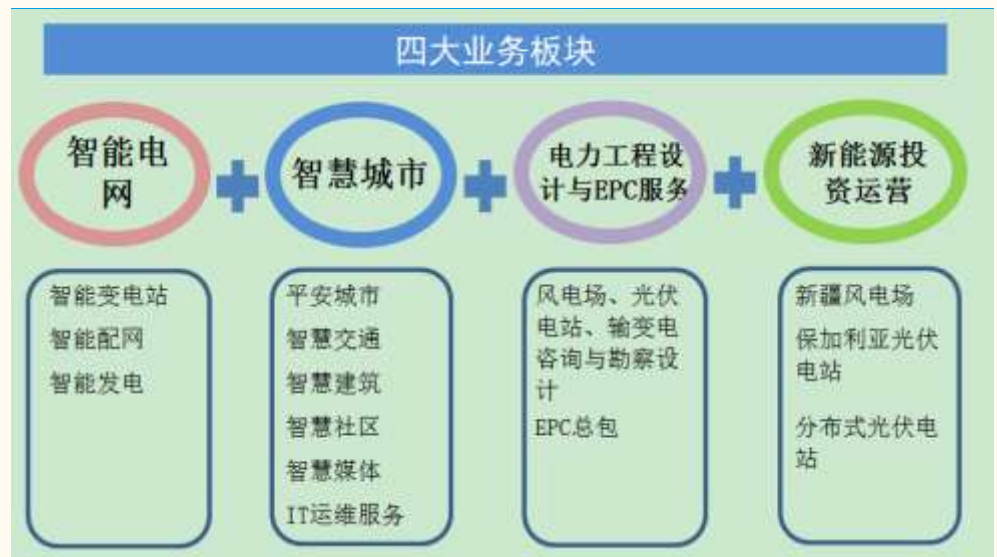 四大业务板块
智能电
网
智慧城市
电力工程设
计与EPC服务
新能源投
资运营
智能变电站
智能配网
智能发电
平安城市
智慧交通
智慧建筑
智慧社区
智慧媒体
IT运维服务
风电场、光伏
电站、输变电
咨询与勘察设
计
EPC总包
新疆风电场
保加利亚光伏
电站
分布式光伏电
站